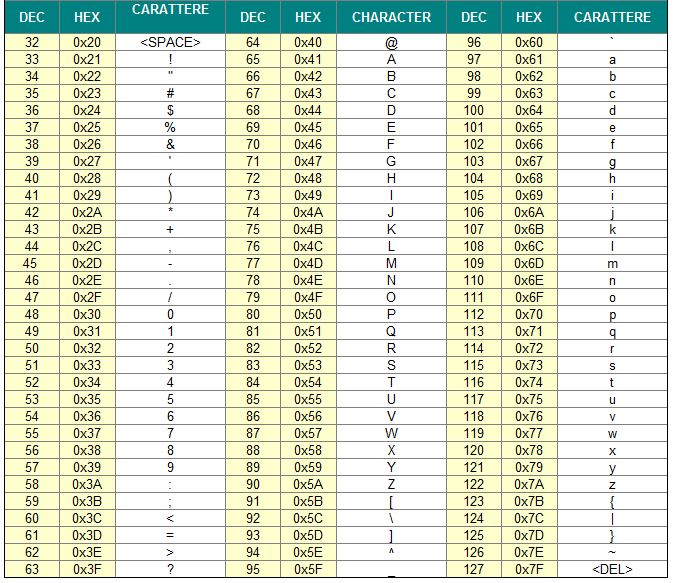 DEC HEX CARATTERE DEC HEX CHARACTER DEC HEX CARATTERE
32 0x20 <SPACE> 64 0x40 @ 96 0x60 `
33 0x21 ! 65 0x41 A 97 0x61 a
34 0x22 " 66 0x42 B 98 0x62 b
35 0x23 # 67 0x43 C 99 0x63 c
36 0x24 $ 68 0x44 D 100 0x64 d
37 0x25 % 69 0x45 E 101 0x65 e
38 0x26 & 70 0x46 F 102 0x66 f
39 0x27 ' 71 0x47 G 103 0x67 g
40 0x28 ( 72 0x48 H 104 0x68 h
41 0x29 ) 73 0x49 I 105 0x69 i
42 0x2A * 74 0x4A J 106 0x6A j
43 0x2B + 75 0x4B K 107 0x6B k
44 0x2C , 76 0x4C L 108 0x6C l
45 0x2D - 77 0x4D M 109 0x6D m
46 0x2E . 78 0x4E N 110 0x6E n
47 0x2F / 79 0x4F O 111 0x6F o
48 0x30 0 80 0x50 P 112 0x70 p
49 0x31 1 81 0x51 Q 113 0x71 q
50 0x32 2 82 0x52 R 114 0x72 r
51 0x33 3 83 0x53 S 115 0x73 s
52 0x34 4 84 0x54 T 116 0x74 t
53 0x35 5 85 0x55 U 117 0x75 u
54 0x36 6 86 0x56 V 118 0x76 v
55 0x37 7 87 0x57 W 119 0x77 w
56 0x38 8 88 0x58 X 120 0x78 x
57 0x39 9 89 0x59 Y 121 0x79 y
58 0x3A : 90 0x5A Z 122 0x7A z
59 0x3B ; 91 0x5B [ 123 0x7B {
60 0x3C < 92 0x5C \ 124 0x7C |
61 0x3D = 93 0x5D ] 125 0x7D }
62 0x3E > 94 0x5E ^ 126 0x7E ~
63 0x3F ? 95 0x5F _ 127 0x7F <DEL>